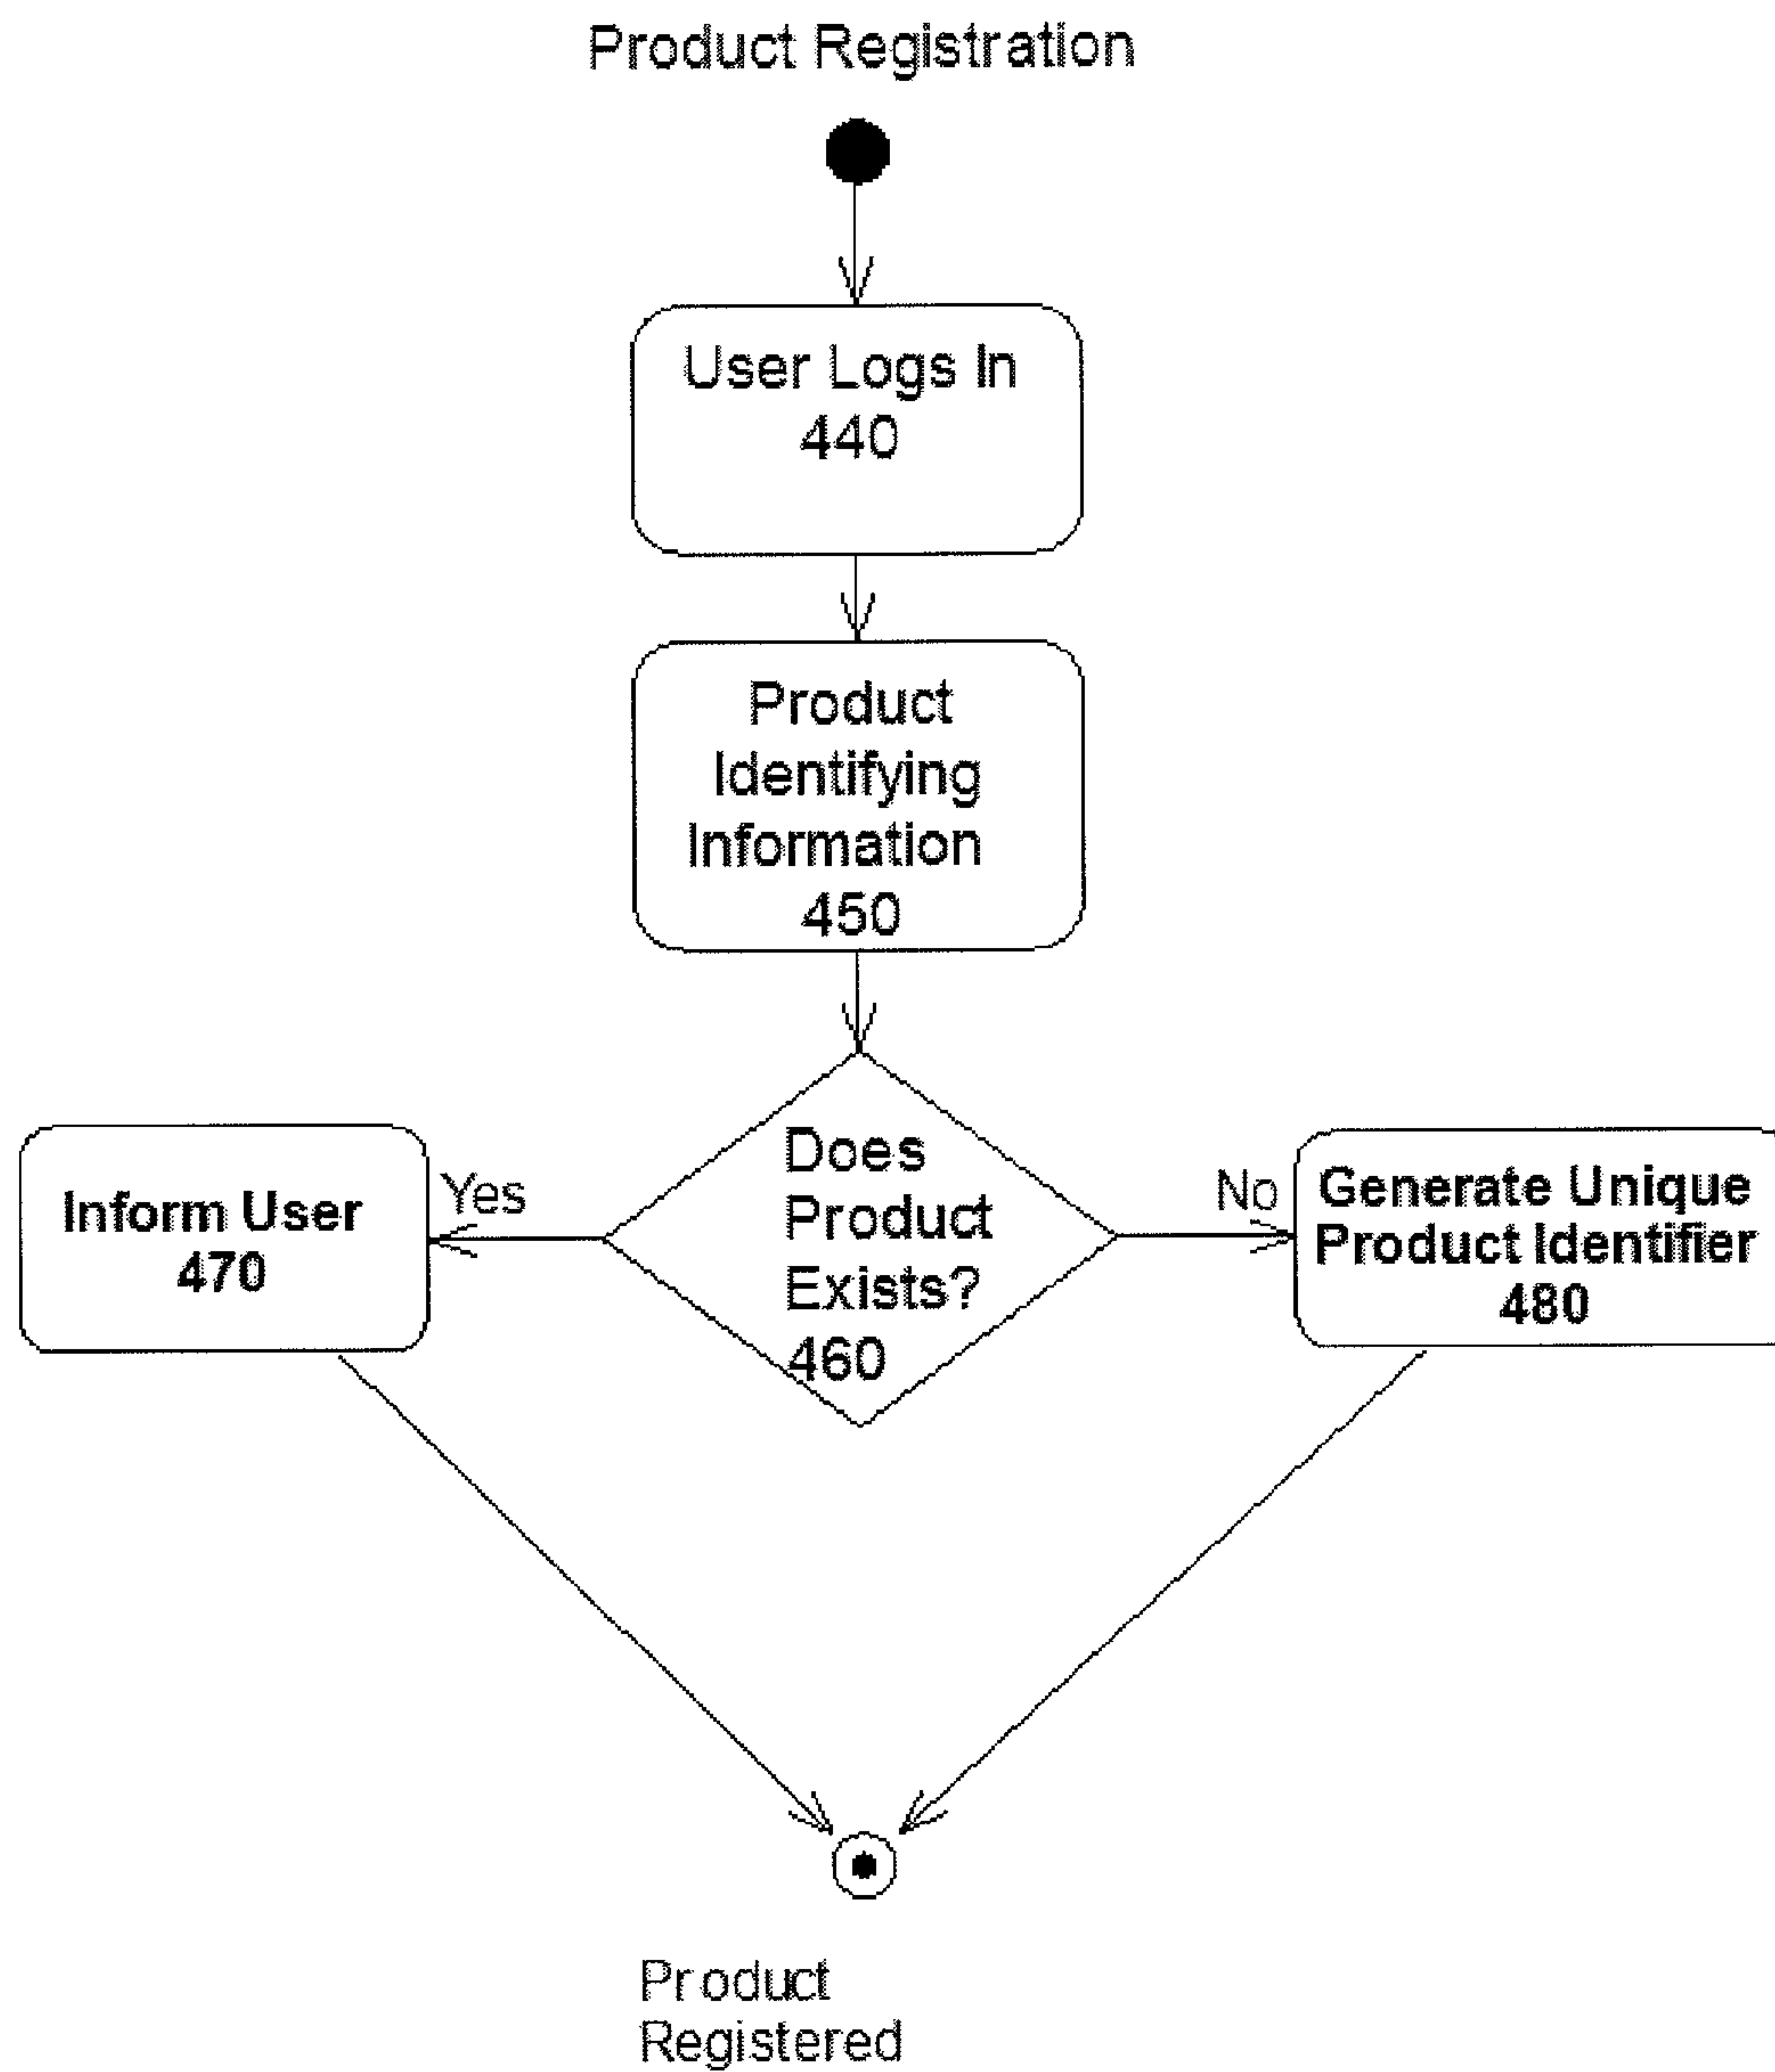 Product Registration
User Logs In
440
Product
Identifying
Information
450
Does
Product
Exists?
460
Yes
Inform User
470
No
Generate Unique
Product Identifier
480
Product
Registered